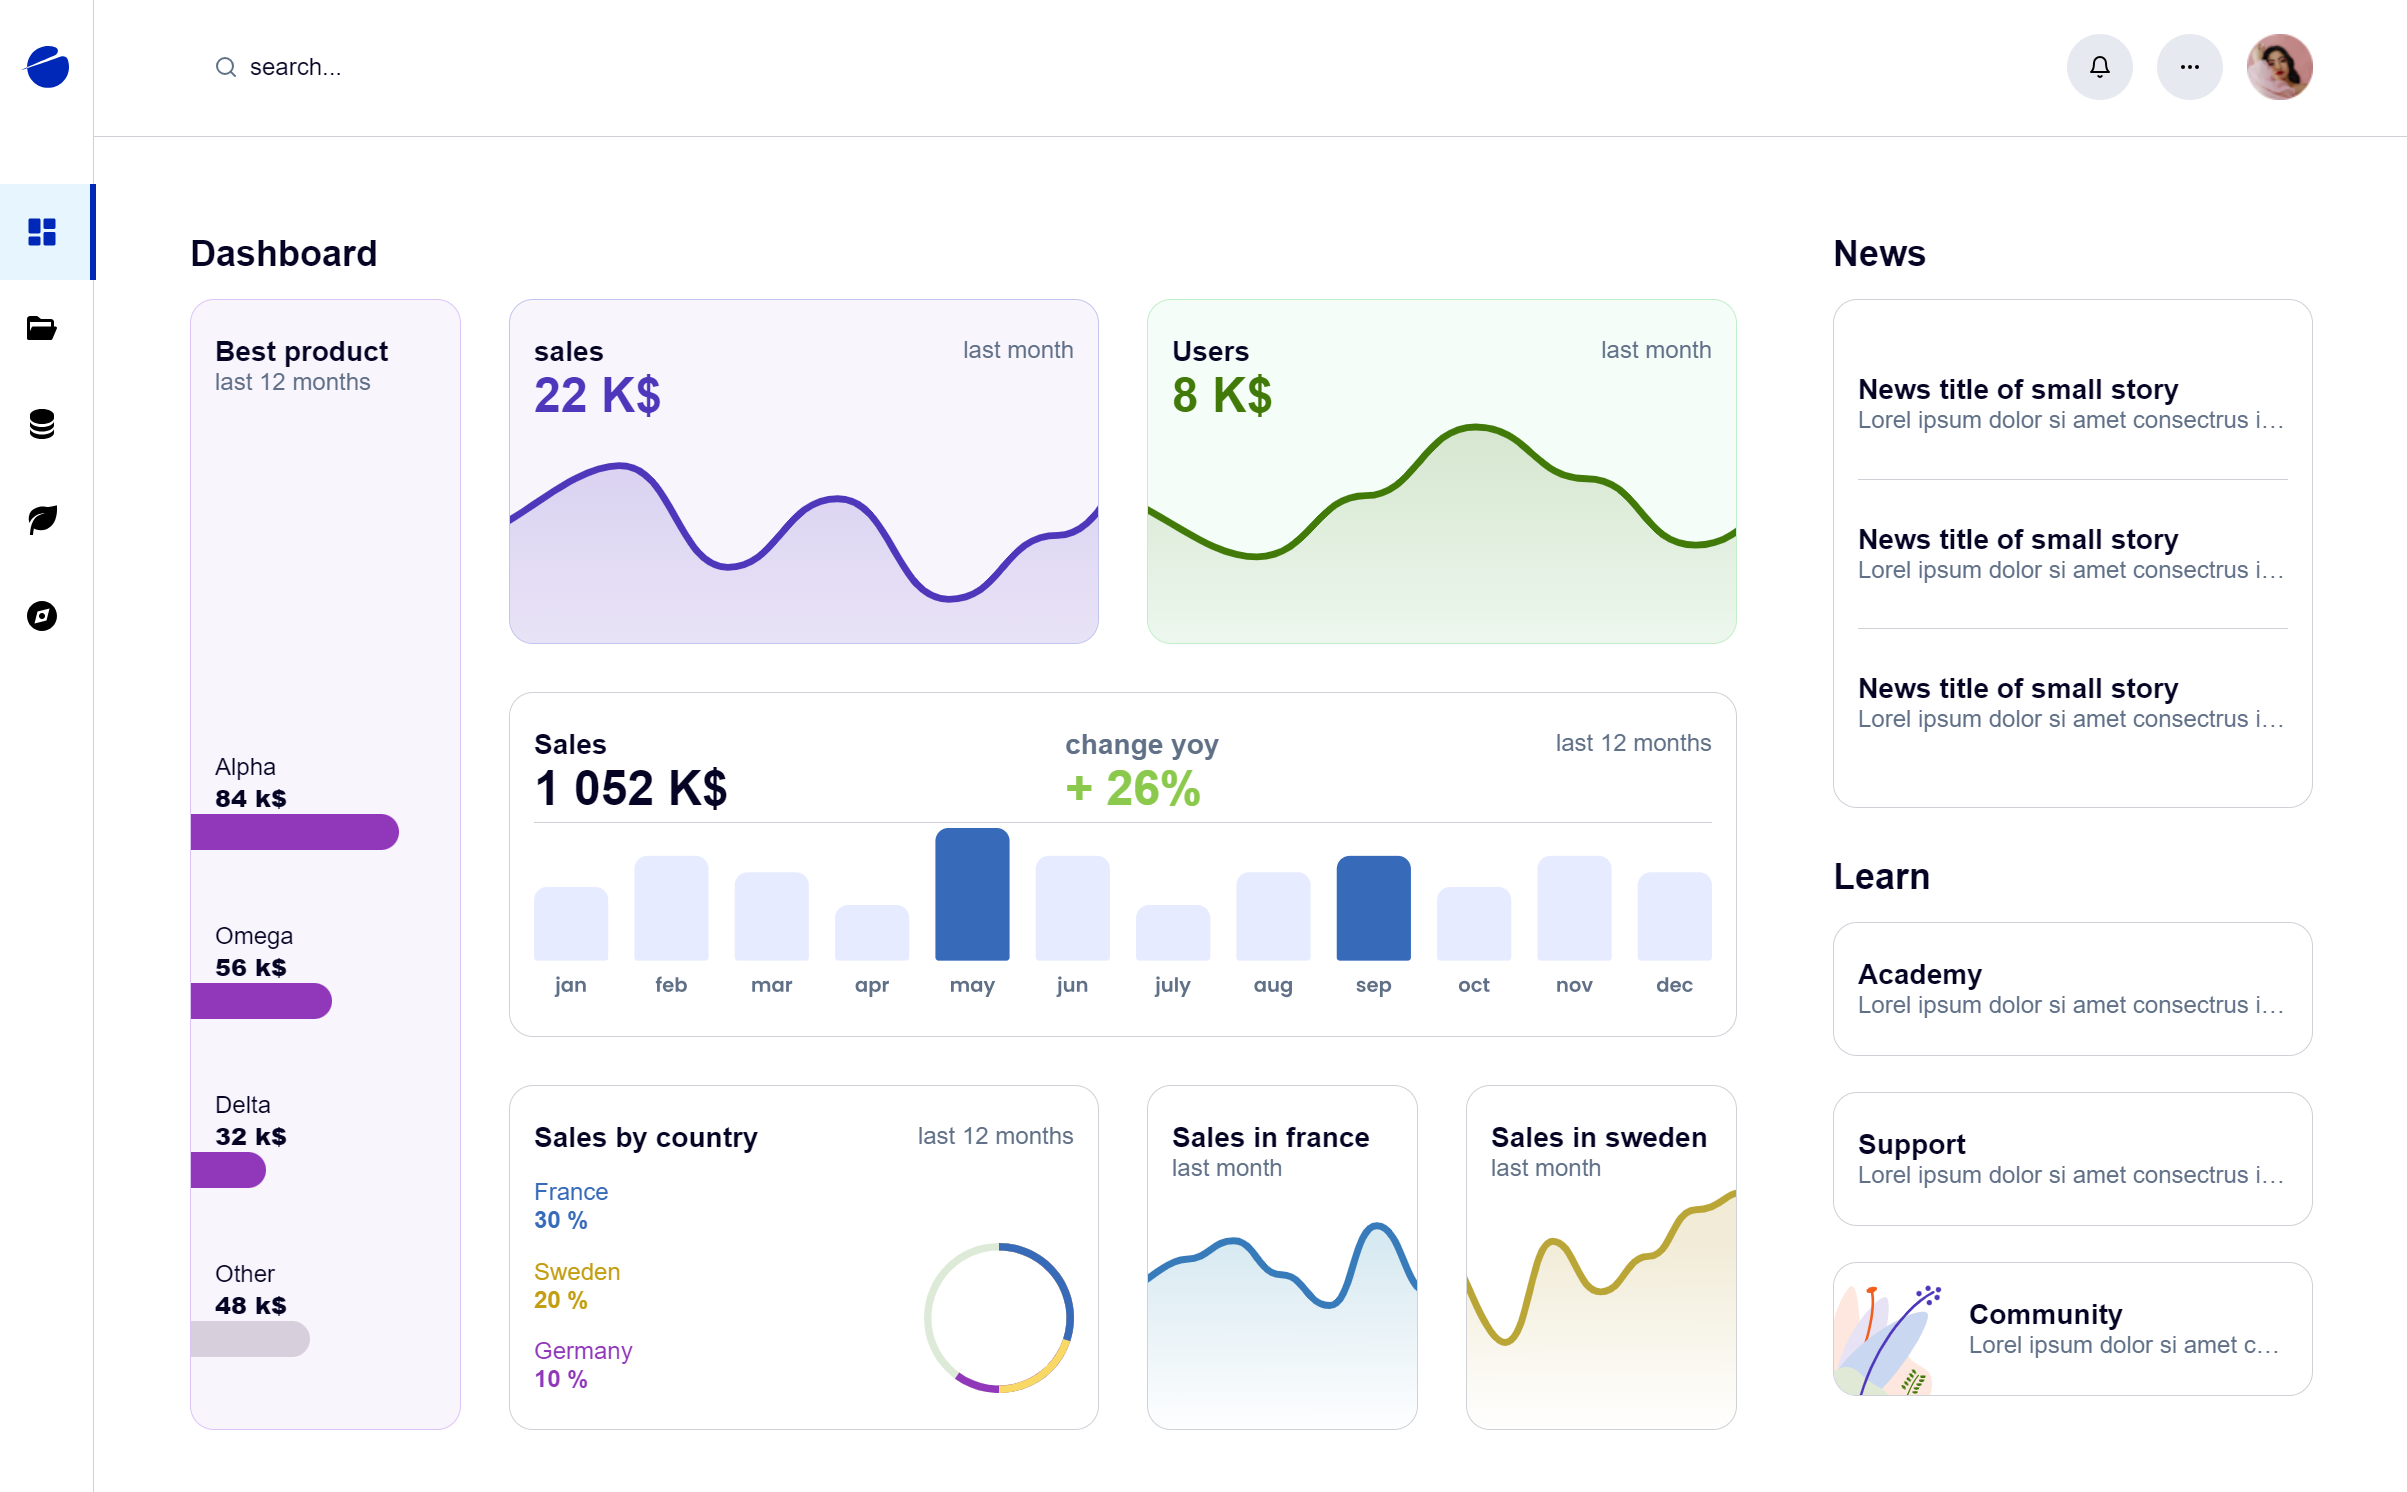 search...
Dashboard
Best product
last 12 months
Alpha
84 k$
Omega
56 k$
Delta
32 k$
Other
48 k$
sales
last month
22 K$
Users
last month
8 K$
Sales
1 052 K$
change yoy
+ 26%
last 12 months
jan feb mar apr may jun july aug sep oct nov dec
Sales by country
last 12 months
France
30 %
Sweden
20 %
Germany
10 %
Sales in france
last month
Sales in sweden
last month
News
News title of small story
Lorel ipsum dolor si amet consectrus i...
News title of small story
Lorel ipsum dolor si amet consectrus i...
News title of small story
Lorel ipsum dolor si amet consectrus i...
Learn
Academy
Lorel ipsum dolor si amet consectrus i...
Support
Lorel ipsum dolor si amet consectrus i...
Community
Lorel ipsum dolor si amet c...